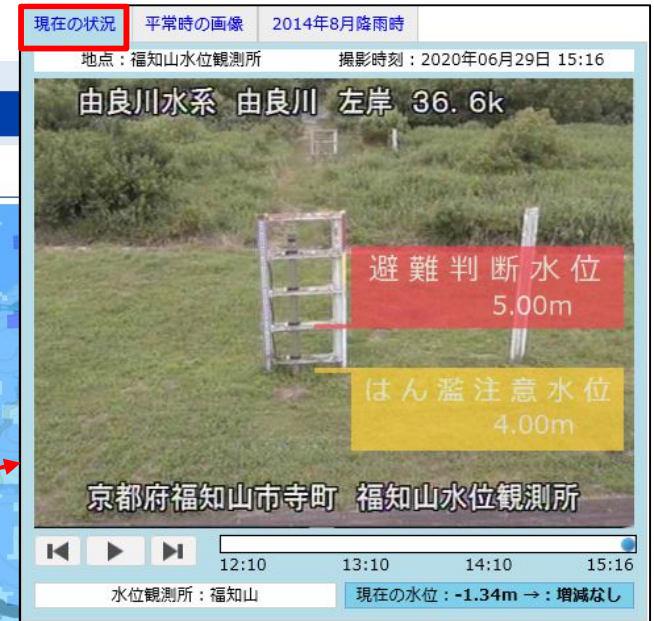 現在の状況 平常時の画像 2014年8月降雨時
地点：福知山水位観測所 撮影時刻：2020年06月29日 15:16
由良川水系 由良川 左岸 36.6k
避難判断水位
5.00m
はん濫注意水位
4.00m
京都府福知山市寺町 福知山水位観測所
12:10 13:10 14:10 15:16
水位観測所：福知山 現在の水位：-1.34m →：増減なし